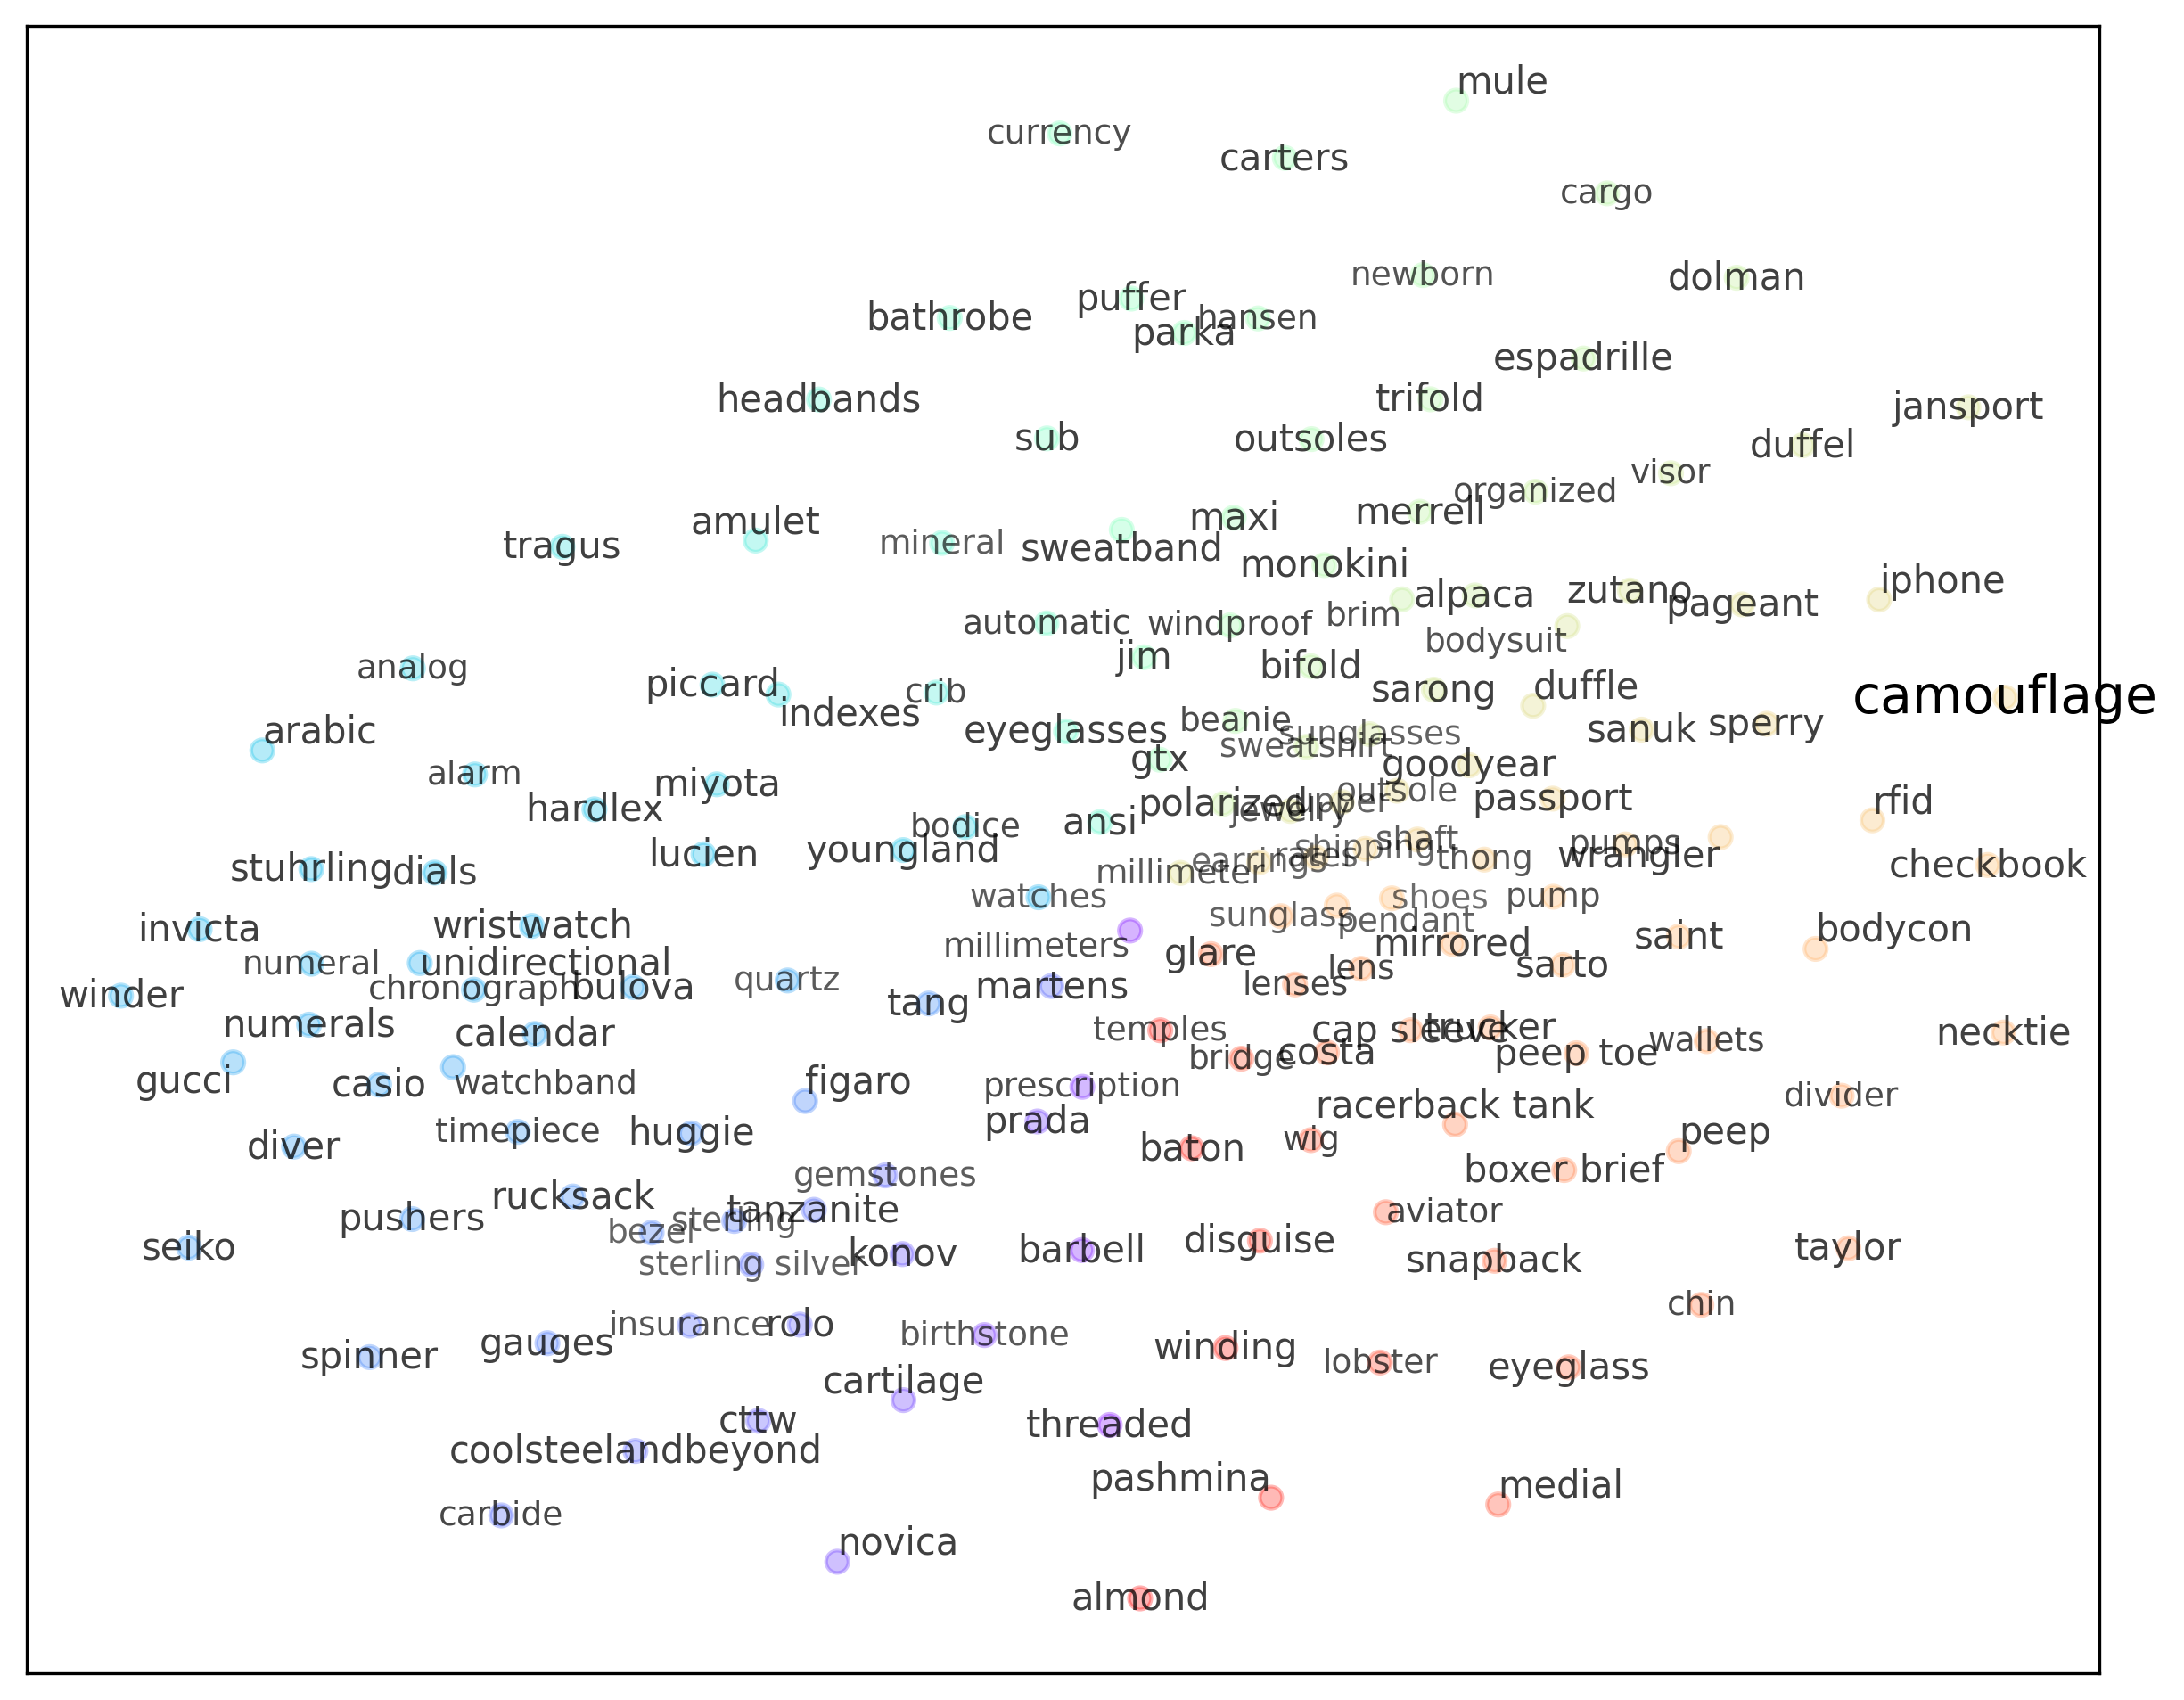 mule
currency
carters
cargo
newborn
dolman
puffer
hansen
bathrobe
parka
espadrille
headbands
trifold
jansport
sub
outsoles
duffel
visor
organized
maxi
merrell
amulet
tragus
mineral
sweatband
monokini
iphone
alpaca
zutano
pageant
brim
automatic
windproof
bodysuit
jim
bifold
analog
piccard
crib
sarong
duffle
camouflage
indexes
beanie
sperry
arabic
eyeglasses
sunglasses
sanuk
sweatshirt
gtx
goodyear
alarm
miyota
outsole
passport
rfid
hardlex
polarized
upper
jewelry
bodice
ansi
shaft
pumps
lucien
youngland
shipping
rates
earrings
thong
wrangler
stuhrling
dials
millimeter
checkbook
watches
shoes
pump
sunglass
pendant
invicta
wristwatch
millimeters
glare
mirrored
saint
bodycon
numeral
unidirectional
lens
sarto
winder
chronograph
bulova
quartz
martens
lenses
tang
numerals
calendar
temples
cap sleeve
trucker
wallets
necktie
bridge
costa
peep toe
gucci
casio
watchband
figaro
prescription
divider
racerback tank
prada
diver
timepiece
huggie
baton
wig
peep
gemstones
boxer brief
rucksack
pushers
sterling
tanzanite
aviator
bezel
seiko
sterling silver
konov
barbell
disguise
snapback
taylor
insurance
rolo
birthstone
chin
spinner
gauges
winding
lobster
eyeglass
cartilage
cttw
threaded
coolsteelandbeyond
pashmina
medial
carbide
novica
almond